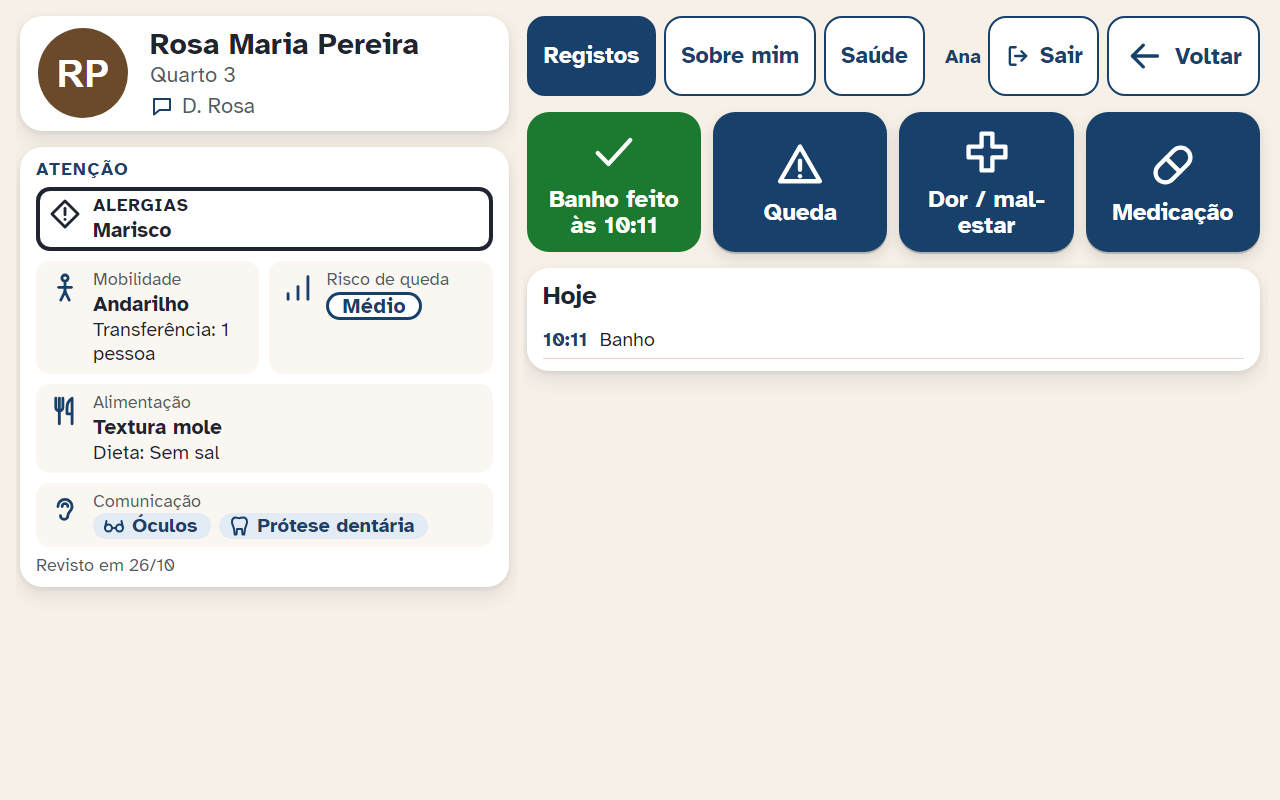 RP
Rosa Maria Pereira
Quarto 3
D. Rosa
ATENÇÃO
ALERGIAS
Marisco
Mobilidade
Andarilho
Transferência: 1
pessoa
Risco de queda
Médio
Alimentação
Textura mole
Dieta: Sem sal
Comunicação
Óculos
Prótese dentária
Revisto em 26/10
Registos
Sobre mim
Saúde
Ana
Sair
Voltar
Banho feito
às 10:11
Queda
Dor / mal-
estar
Medicação
Hoje
10:11 Banho